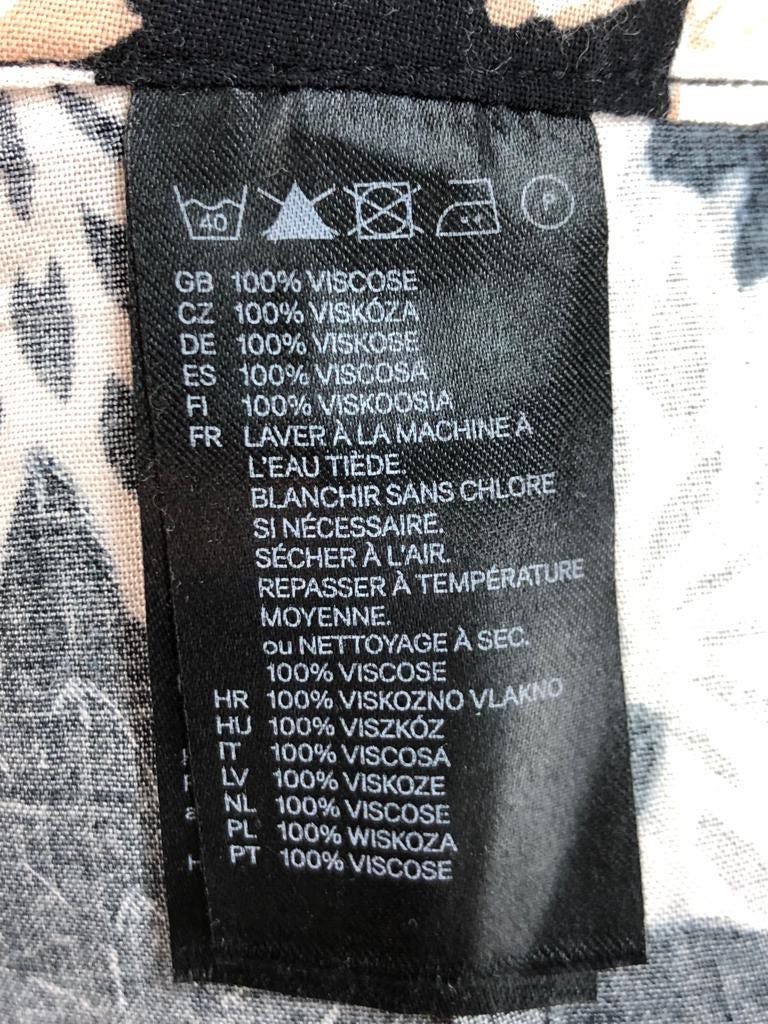 40 P
GB 100% VISCOSE
CZ 100% VISKÓZA
DE 100% VISKOSE
ES 100% VISCOSA
FI 100% VISKOOSIA
FR LAVER À LA MACHINE À
L'EAU TIÈDE.
BLANCHIR SANS CHLORE
SI NÉCESSAIRE.
SÉCHER À L'AIR.
REPASSER À TEMPÉRATURE
MOYENNE.
ou NETTOYAGE À SEC.
100% VISCOSE
HR 100% VISKOZNO VLAKNO
HU 100% VISZKÓZ
IT 100% VISCOSA
LV 100% VISKOZE
NL 100% VISCOSE
PL 100% WISKOZA
PT 100% VISCOSE